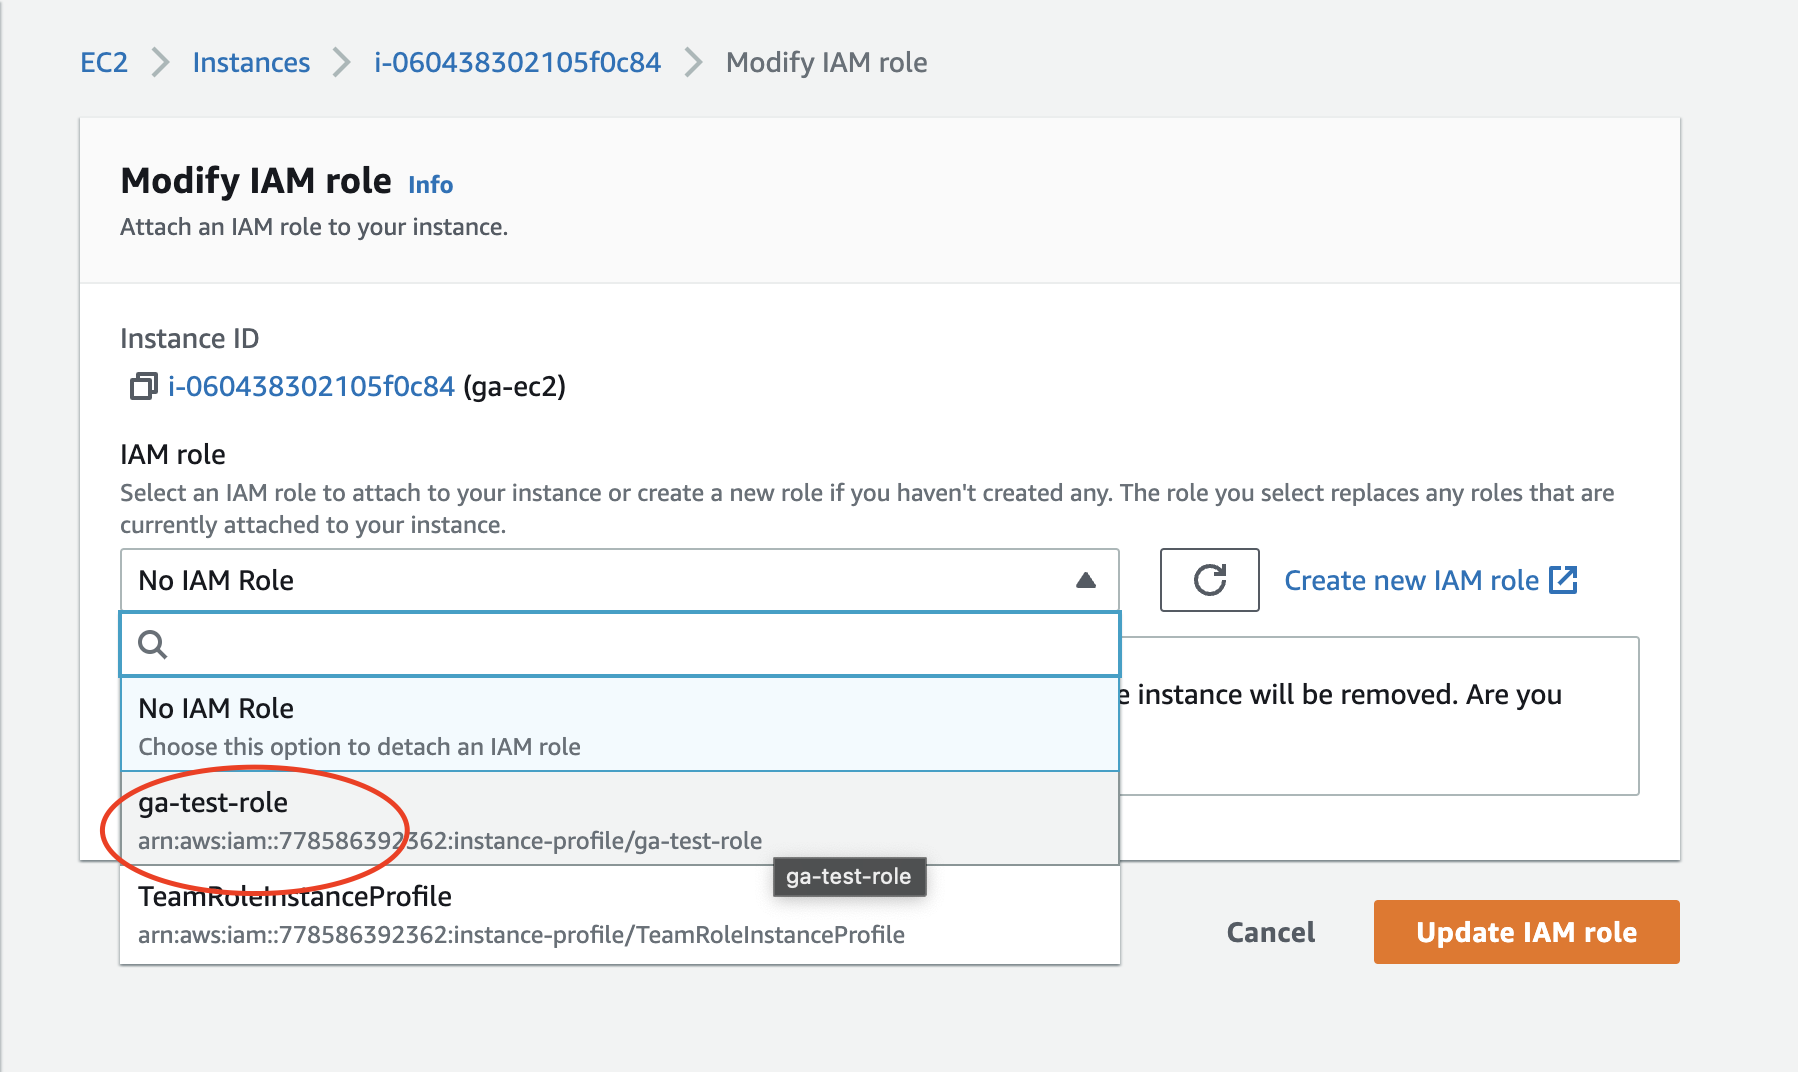 EC2 Instances i-060438302105f0c84 Modify IAM role
Modify IAM role Info
Attach an IAM role to your instance.
Instance ID
i-060438302105f0c84 (ga-ec2)
IAM role
Select an IAM role to attach to your instance or create a new role if you haven't created any. The role you select replaces any roles that are
currently attached to your instance.
No IAM Role
Create new IAM role
instance will be removed. Are you
No IAM Role
Choose this option to detach an IAM role
ga-test-role
arn:aws:iam::778586392362:instance-profile/ga-test-role
ga-test-role
TeamRoleInstanceProfile
arn:aws:iam::778586392362:instance-profile/TeamRoleInstanceProfile
Cancel
Update IAM role